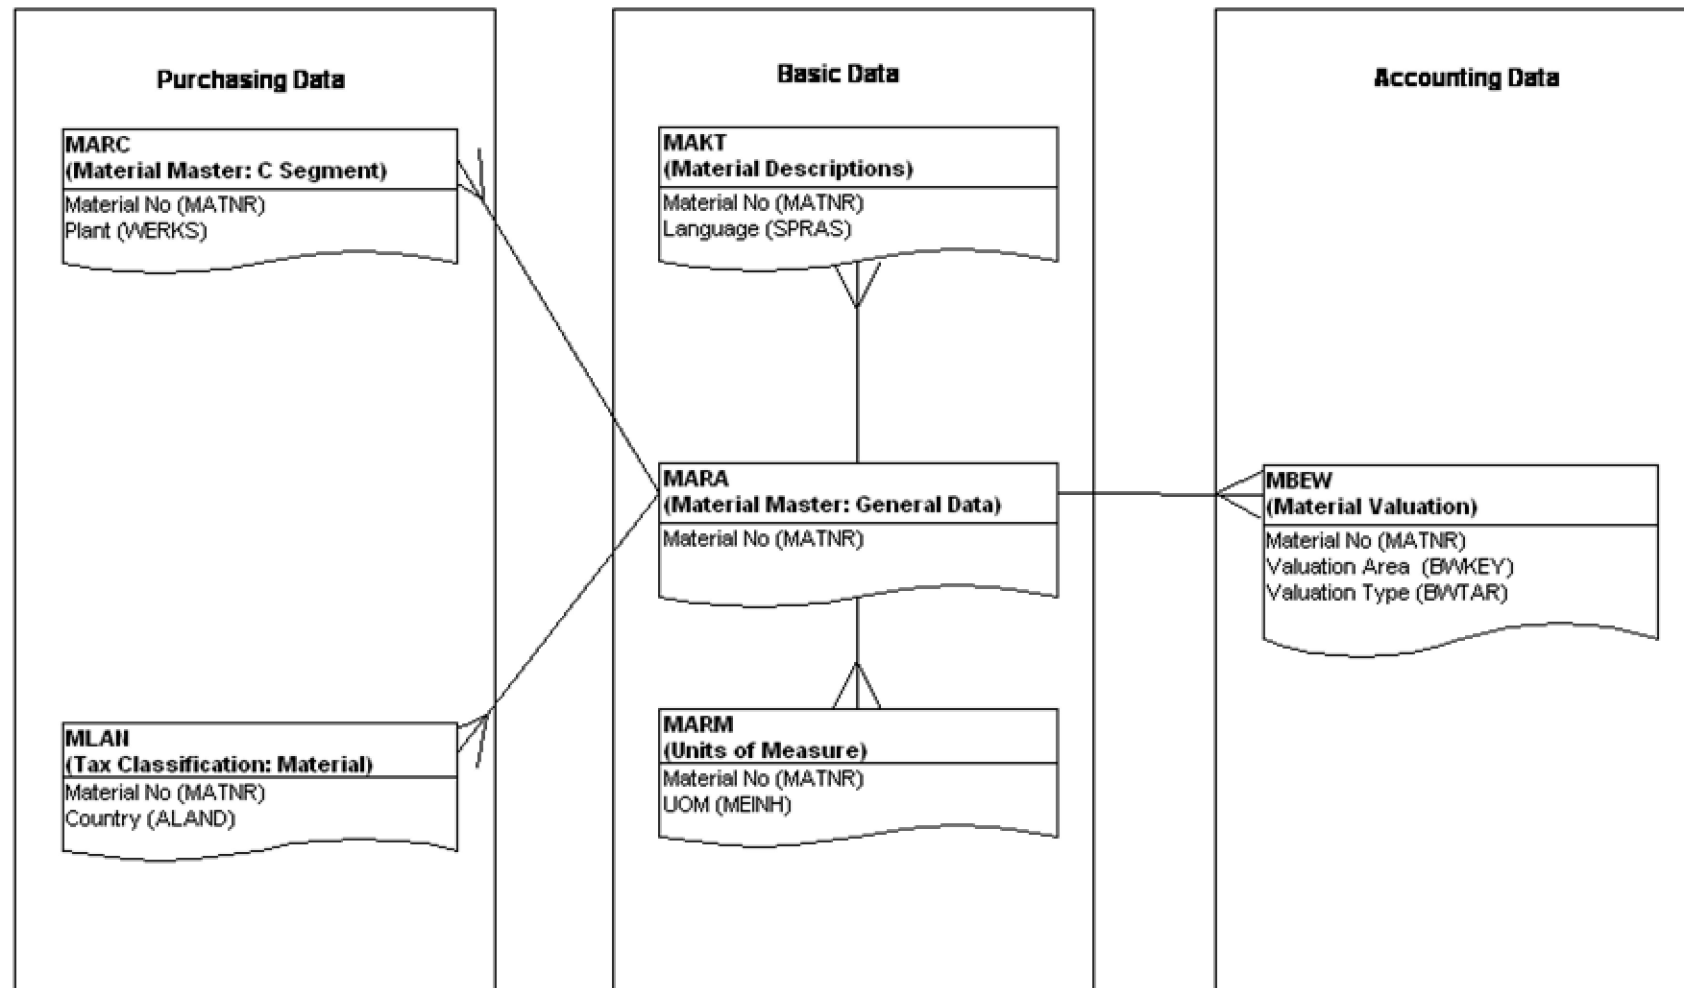 Purchasing Data
MARC
(Material Master: C Segment)
Material No (MATNR)
Plant (WERKS)
MLAN
(Tax Classification: Material)
Material No (MATNR)
Country (ALAND)
Basic Data
MAKT
(Material Descriptions)
Material No (MATNR)
Language (SPRAS)
MARA
(Material Master: General Data)
Material No (MATNR)
MARM
(Units of Measure)
Material No (MATNR)
UOM (MEINH)
Accounting Data
MBEW
(Material Valuation)
Material No (MATNR)
Valuation Area (BWKEY)
Valuation Type (BWTAR)